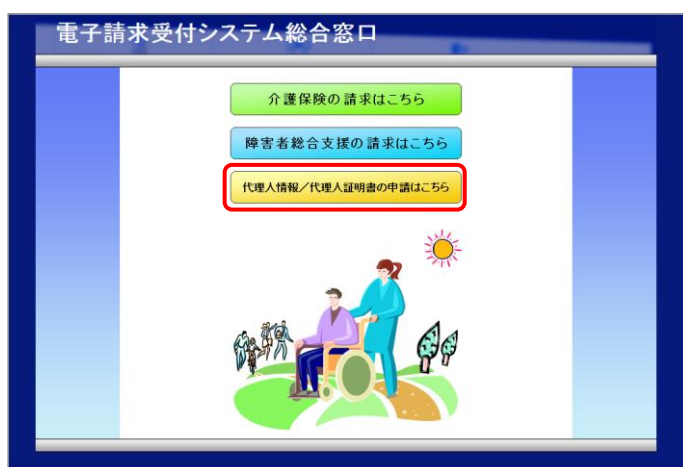 電子請求受付システム総合窓口
介護保険の請求はこちら
障害者総合支援の請求はこちら
代理人情報／代理人証明書の申請はこちら